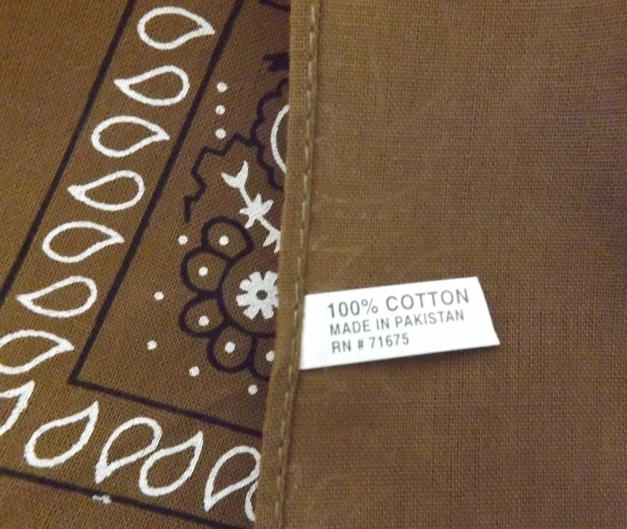 100% COTTON
MADE IN PAKISTAN
RN # 71675